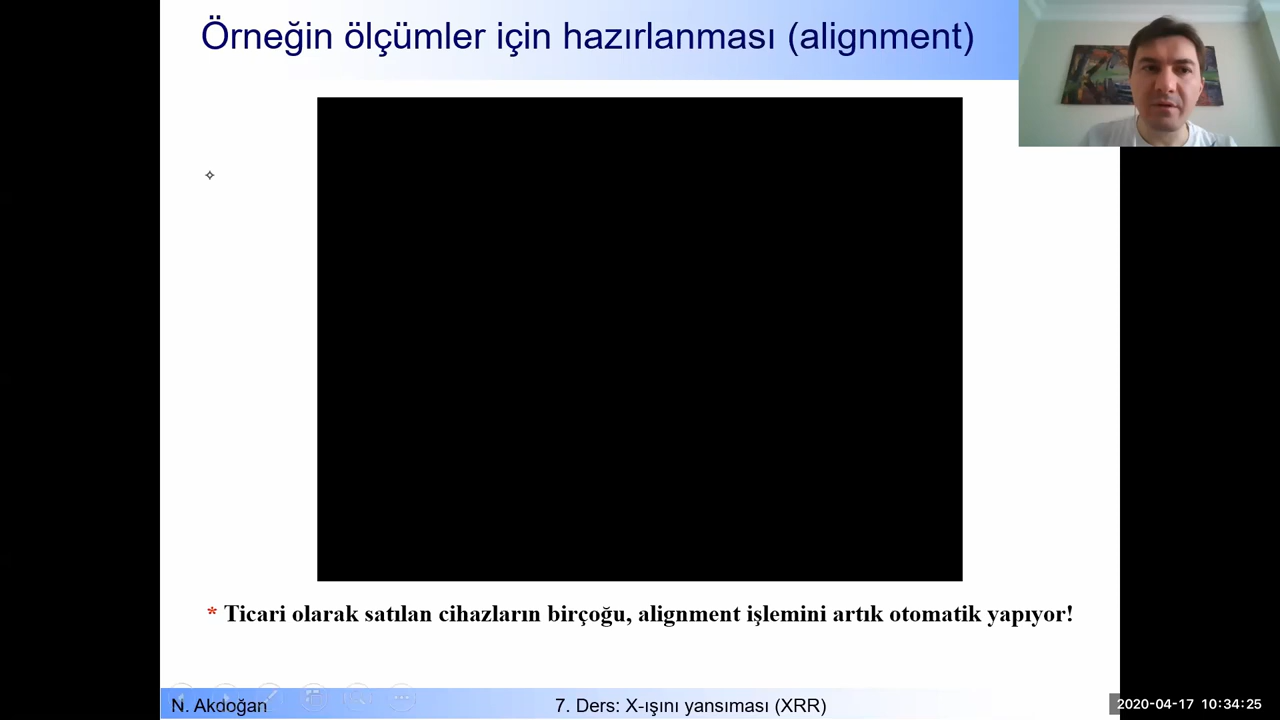 Örneğin ölçümler için hazırlanması (alignment)
* Ticari olarak satılan cihazların birçoğu, alignment işlemini artık otomatik yapıyor!
N. Akdoğan
7. Ders: X-ışını yansıması (XRR)
2020-04-17 10:34:25